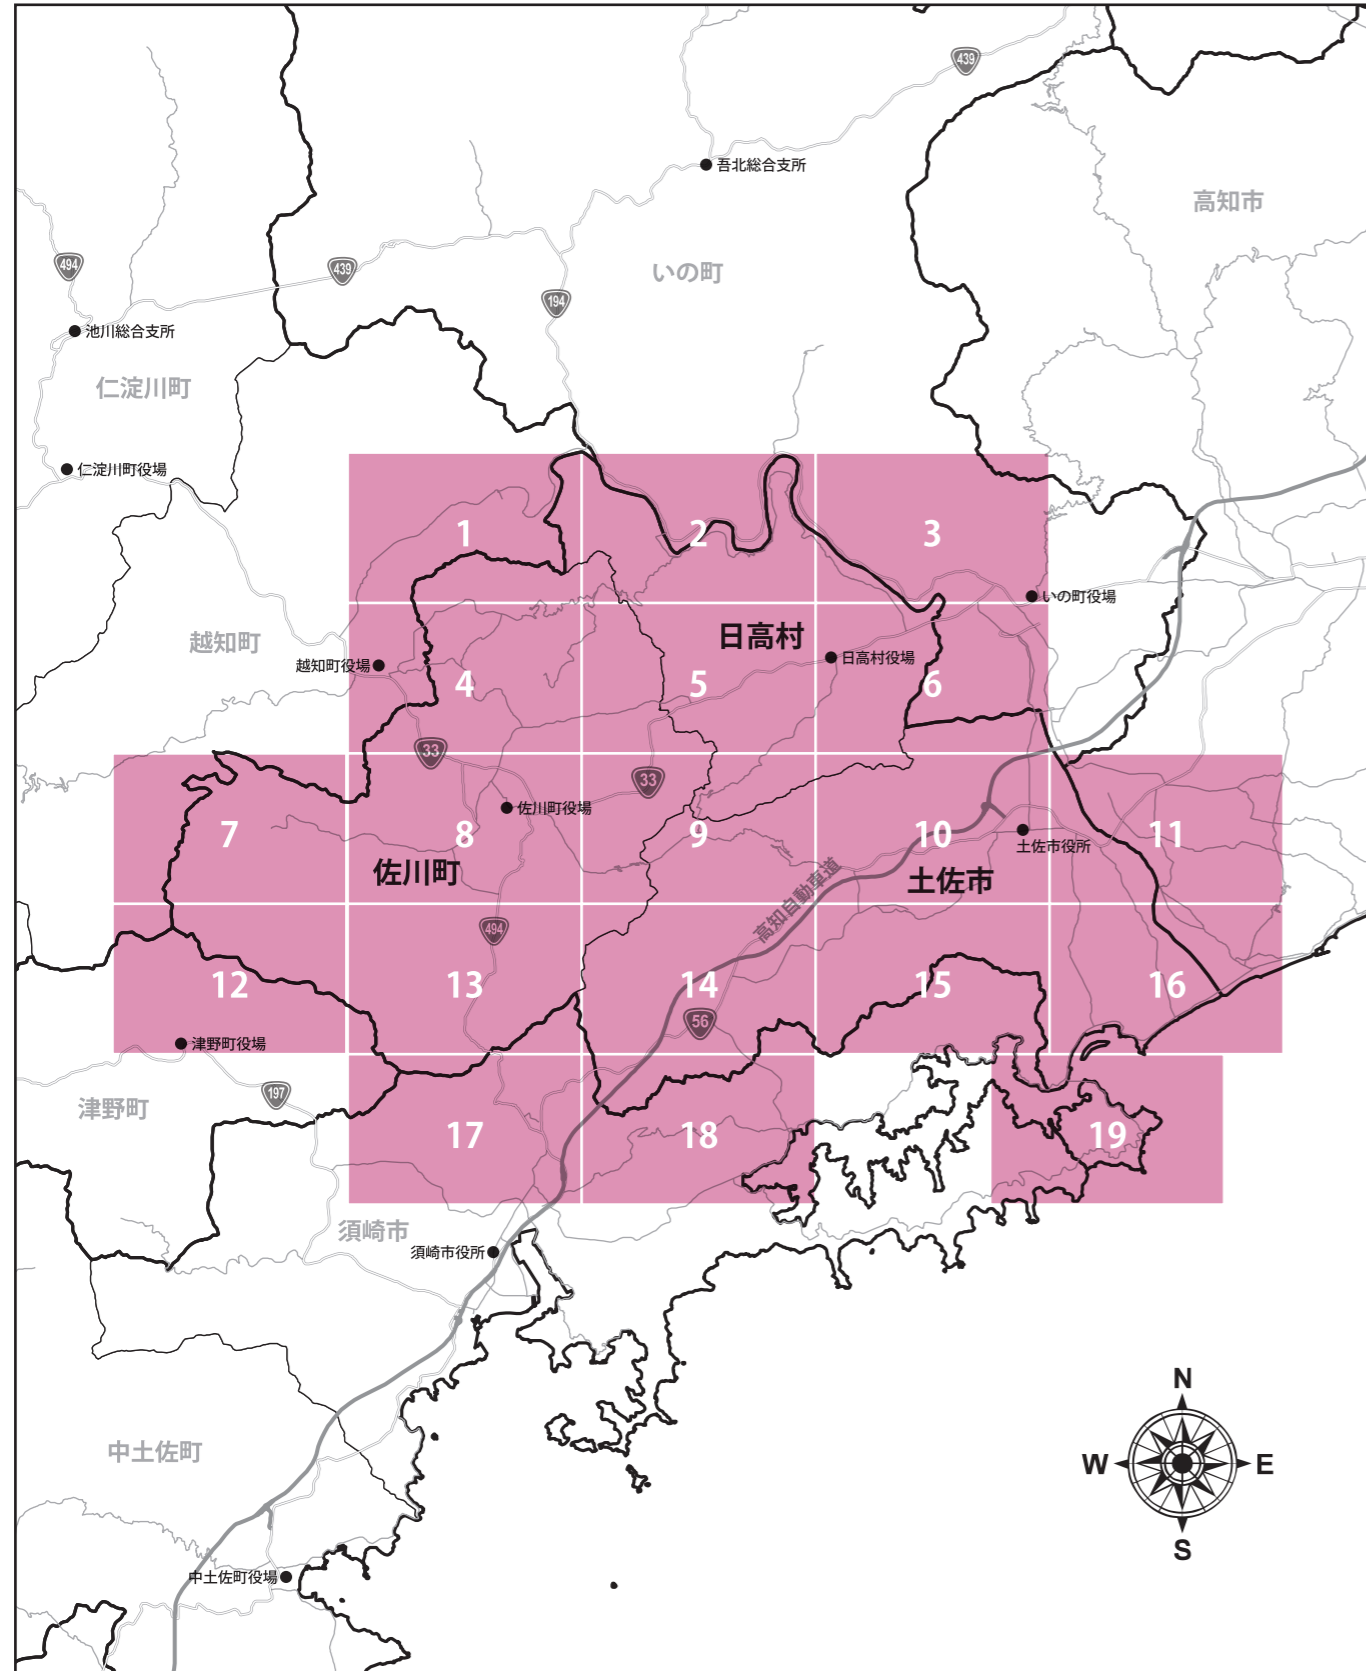 439
吾北総合支所
高知市
494
439
いの町
194
池川総合支所
仁淀川町
仁淀川町役場
1
2
3
いの町役場
越知町
日高村
越知町役場
日高村役場
4
5
6
33
33
佐川町役場
7
8
9
10
11
土佐市役所
佐川町
土佐市
高知自動車道
494
12
13
14
15
16
56
津野町役場
197
津野町
17
18
19
須崎市
須崎市役所
N
W
E
S
中土佐町
中土佐町役場